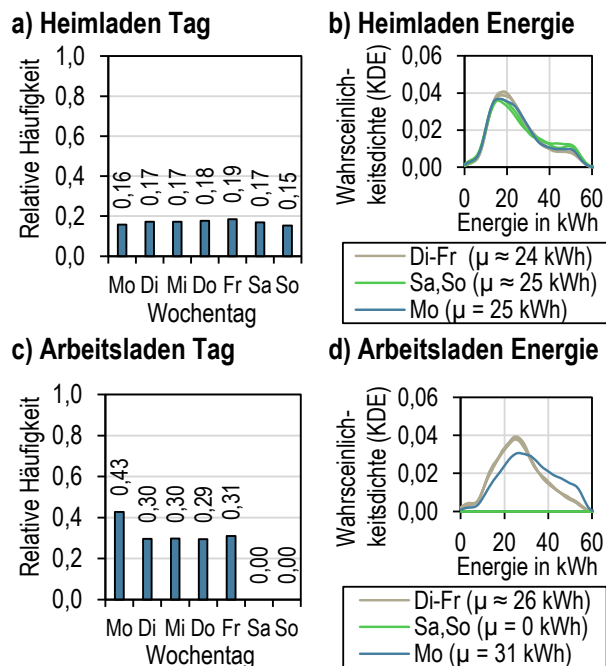 a) Heimladen Tag
Relative Häufigkeit
1,0
0,8
0,6
0,4
0,2
0,0
0,16
0,17
0,17
0,18
0,19
0,17
0,15
Mo Di Mi Do Fr Sa So
Wochentag
b) Heimladen Energie
Wahrsceinlich-
keitsdichte (KDE)
0,06
0,04
0,02
0,00
0 20 40 60
Energie in kWh
Di-Fr (µ ≈ 24 kWh)
Sa,So (µ ≈ 25 kWh)
Mo (µ = 25 kWh)
c) Arbeitsladen Tag
Relative Häufigkeit
1,0
0,8
0,6
0,4
0,2
0,0
0,43
0,30
0,30
0,29
0,31
0,00
0,00
Mo Di Mi Do Fr Sa So
Wochentag
d) Arbeitsladen Energie
Wahrsceinlich-
keitsdichte (KDE)
0,06
0,04
0,02
0,00
0 20 40 60
Energie in kWh
Di-Fr (µ ≈ 26 kWh)
Sa,So (µ = 0 kWh)
Mo (µ = 31 kWh)